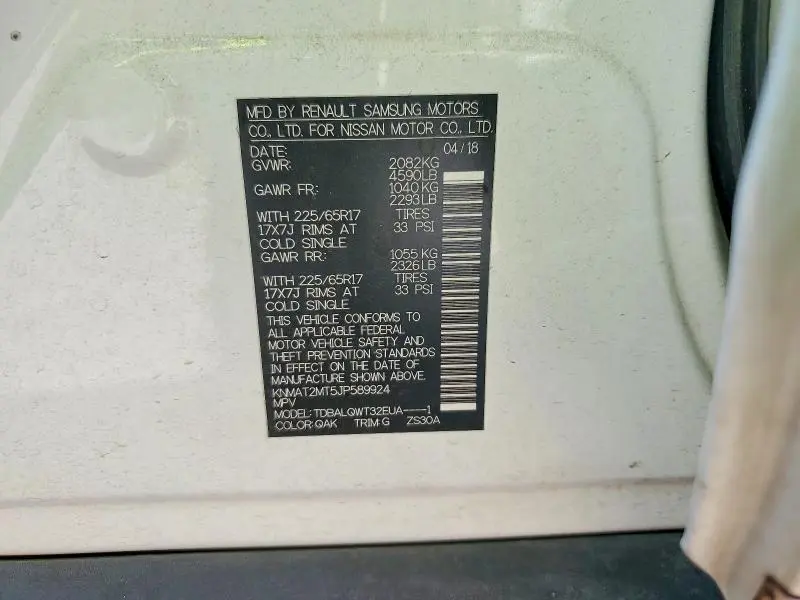 MFD BY RENAULT SAMSUNG MOTORS
CO., LTD. FOR NISSAN MOTOR CO., LTD.
DATE: 04/18
GVWR: 2082KG
4590LB
GAWR FR: 1040KG
2293LB
WITH 225/65R17 TIRES
17X7J RIMS AT 33 PSI
COLD SINGLE
GAWR RR: 1055 KG
2326LB
WITH 225/65R17 TIRES
17X7J RIMS AT 33 PSI
COLD SINGLE
THIS VEHICLE CONFORMS TO
ALL APPLICABLE FEDERAL
MOTOR VEHICLE SAFETY AND
THEFT PREVENTION STANDARDS
IN EFFECT ON THE DATE OF
MANUFACTURE SHOWN ABOVE.
KNMAT2MT5JP589924
MPV
MODEL: TDBALQWT32EUA----1
COLOR:QAK TRIM:G ZS30A